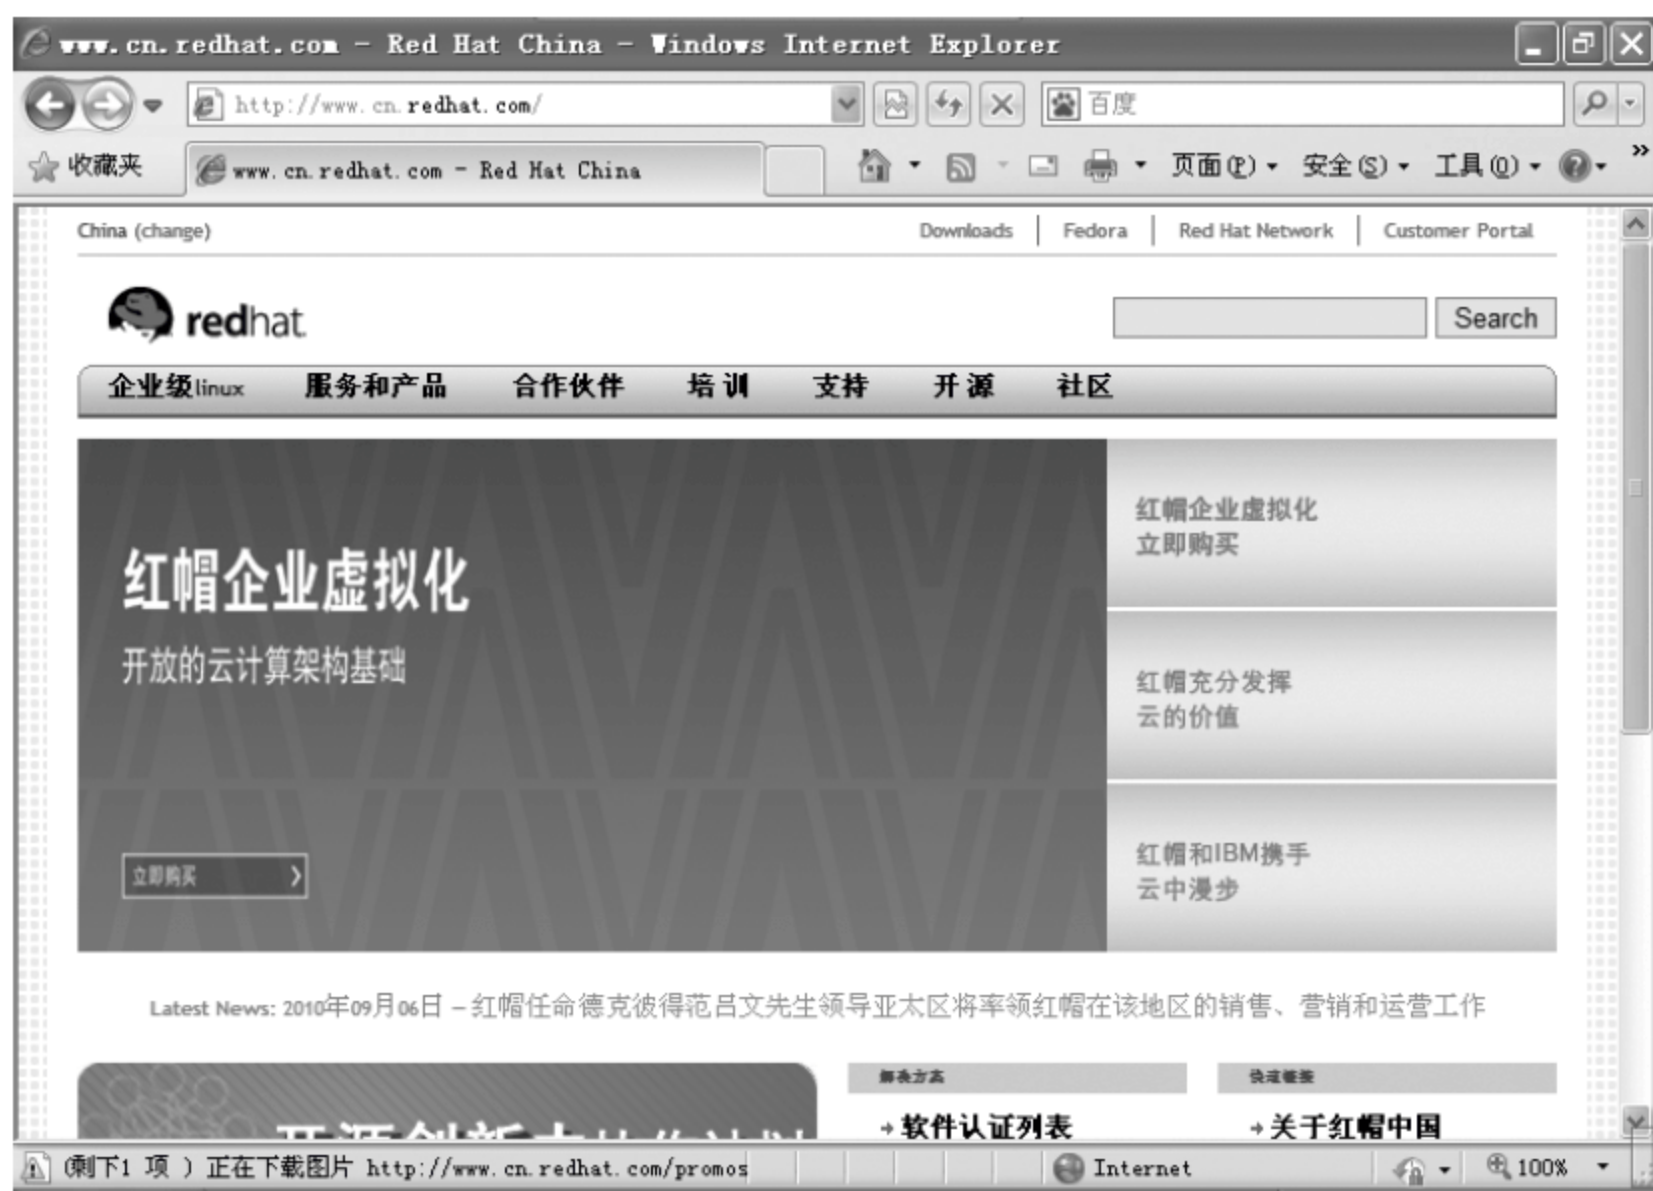 www.cn.redhat.com - Red Hat China - Windows Internet Explorer
http://www.cn.redhat.com/
百度
收藏夹
www.cn.redhat.com - Red Hat China
页面(P) 安全(S) 工具(O)
China (change)
Downloads | Fedora | Red Hat Network | Customer Portal
redhat.
Search
企业级linux 服务和产品 合作伙伴 培训 支持 开源 社区
红帽企业虚拟化
开放的云计算架构基础
立即购买
红帽企业虚拟化
立即购买
红帽充分发挥
云的价值
红帽和IBM携手
云中漫步
Latest News: 2010年09月06日 – 红帽任命德克彼得范吕文先生领导亚太区将率领红帽在该地区的销售、营销和运营工作
解决方案
快速链接
软件认证列表
关于红帽中国
(剩下1 项 ) 正在下载图片 http://www.cn.redhat.com/promos
Internet
100%